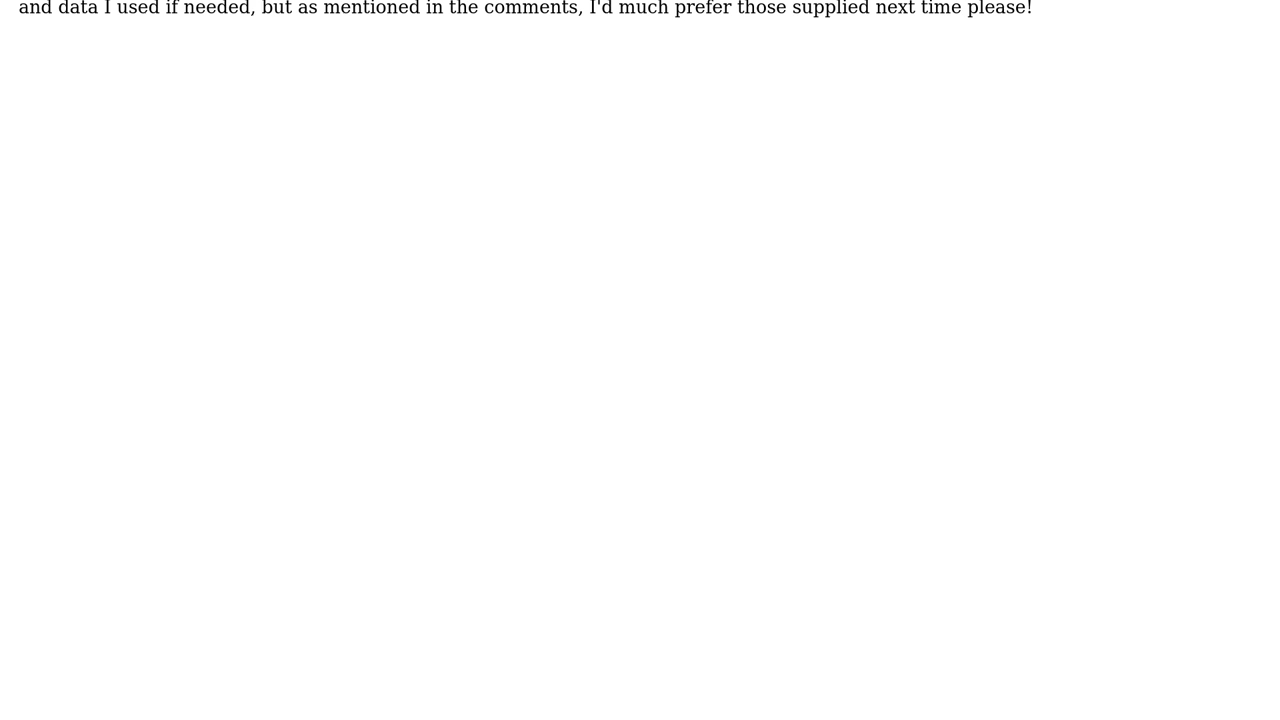 and data I used if needed, but as mentioned in the comments, I'd much prefer those supplied next time please!